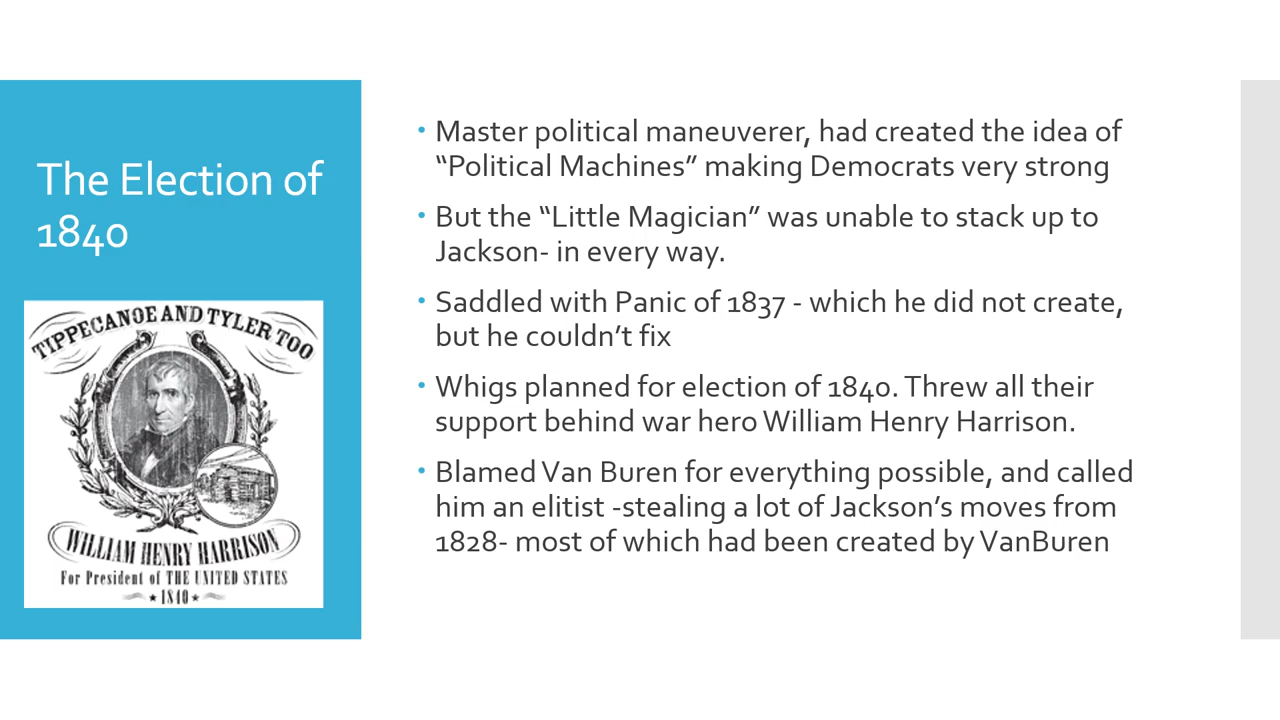 The Election of
1840
TIPPECANOE AND TYLER TOO
WILLIAM HENRY HARRISON
For President of THE UNITED STATES
1840
• Master political maneuverer, had created the idea of
“Political Machines” making Democrats very strong
• But the “Little Magician” was unable to stack up to
Jackson- in every way.
• Saddled with Panic of 1837 - which he did not create,
but he couldn’t fix
• Whigs planned for election of 1840. Threw all their
support behind war hero William Henry Harrison.
• Blamed Van Buren for everything possible, and called
him an elitist -stealing a lot of Jackson’s moves from
1828- most of which had been created by VanBuren